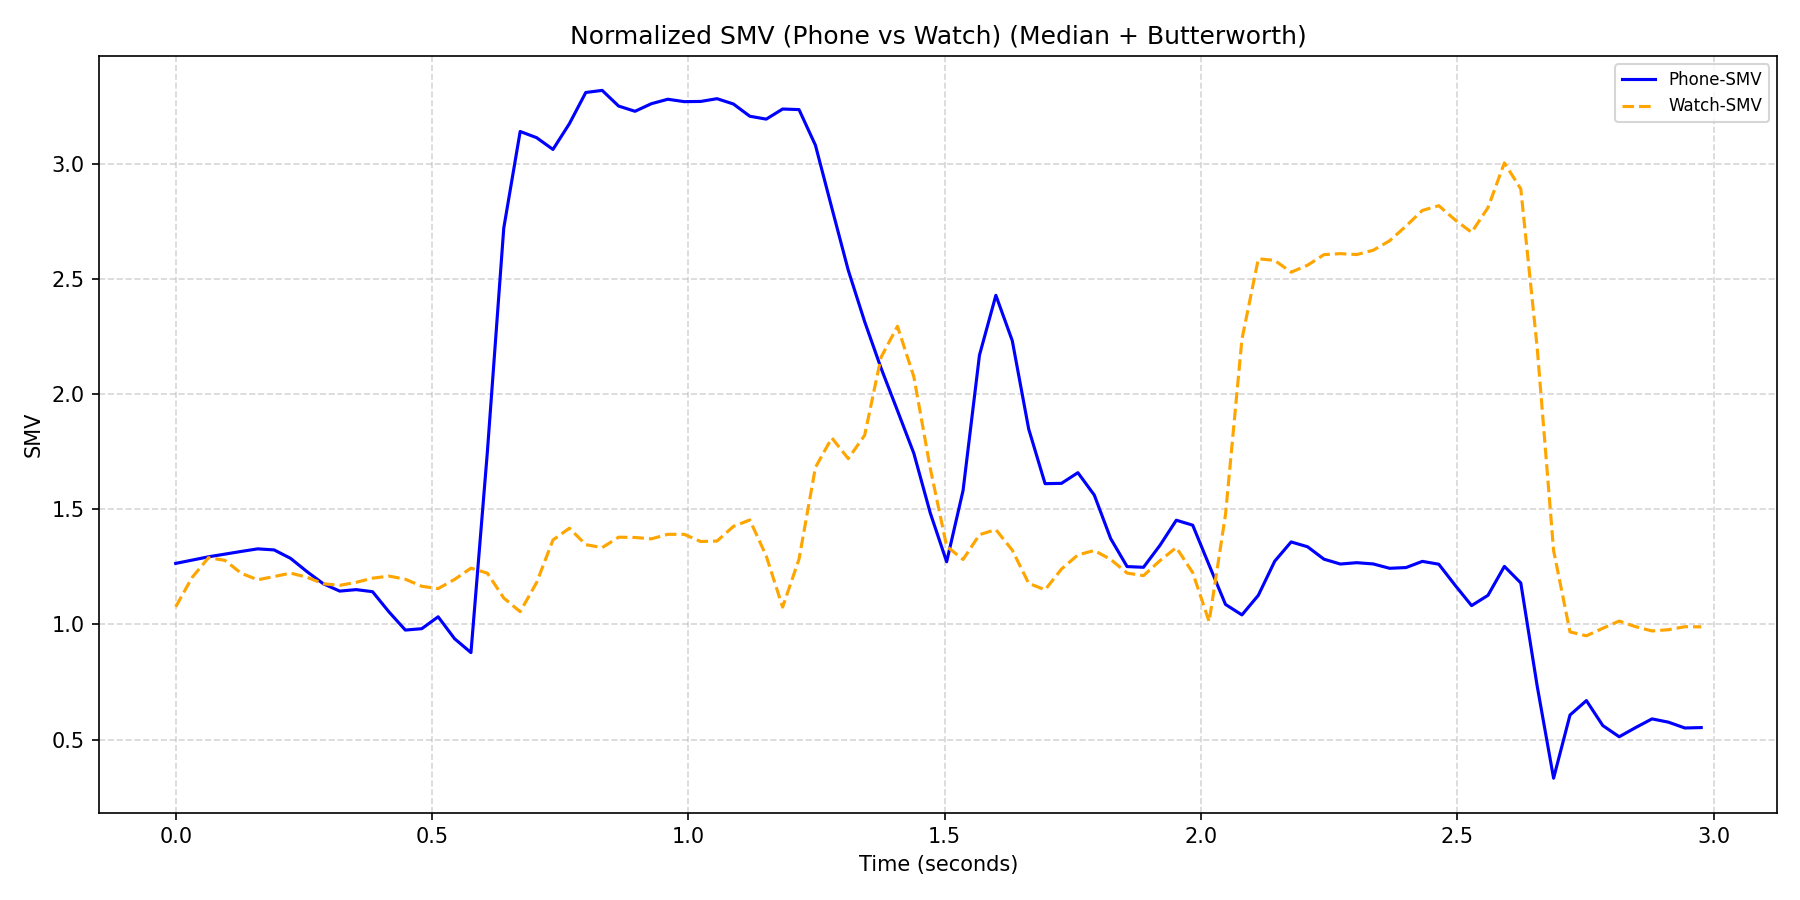 Normalized SMV (Phone vs Watch) (Median + Butterworth)
Phone-SMV
Watch-SMV
SMV
3.0
2.5
2.0
1.5
1.0
0.5
0.0 0.5 1.0 1.5 2.0 2.5 3.0
Time (seconds)